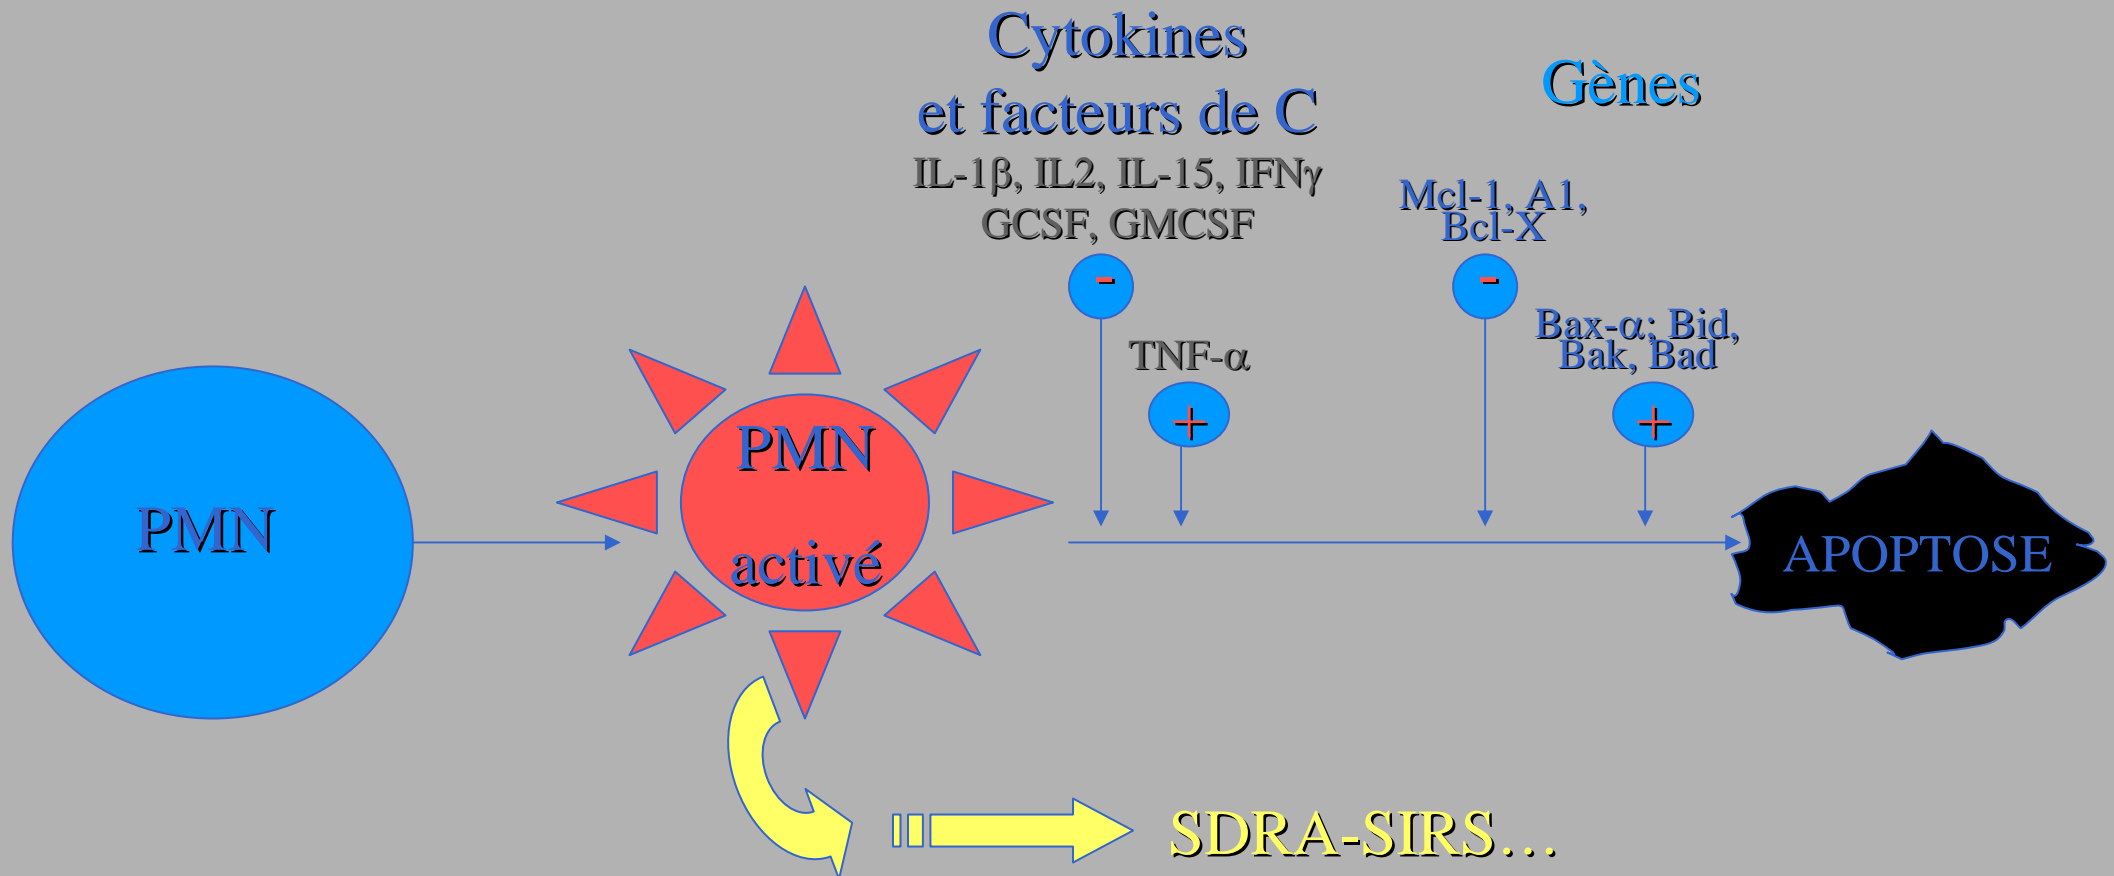 Cytokines
et facteurs de C
IL-1β, IL2, IL-15, IFNγ
GCSF, GMCSF
-
TNF-α
+
Gènes
Mcl-1, A1,
Bcl-X
-
Bax-α; Bid,
Bak, Bad
+
PMN
PMN
activé
APOPTOSE
SDRA-SIRS…